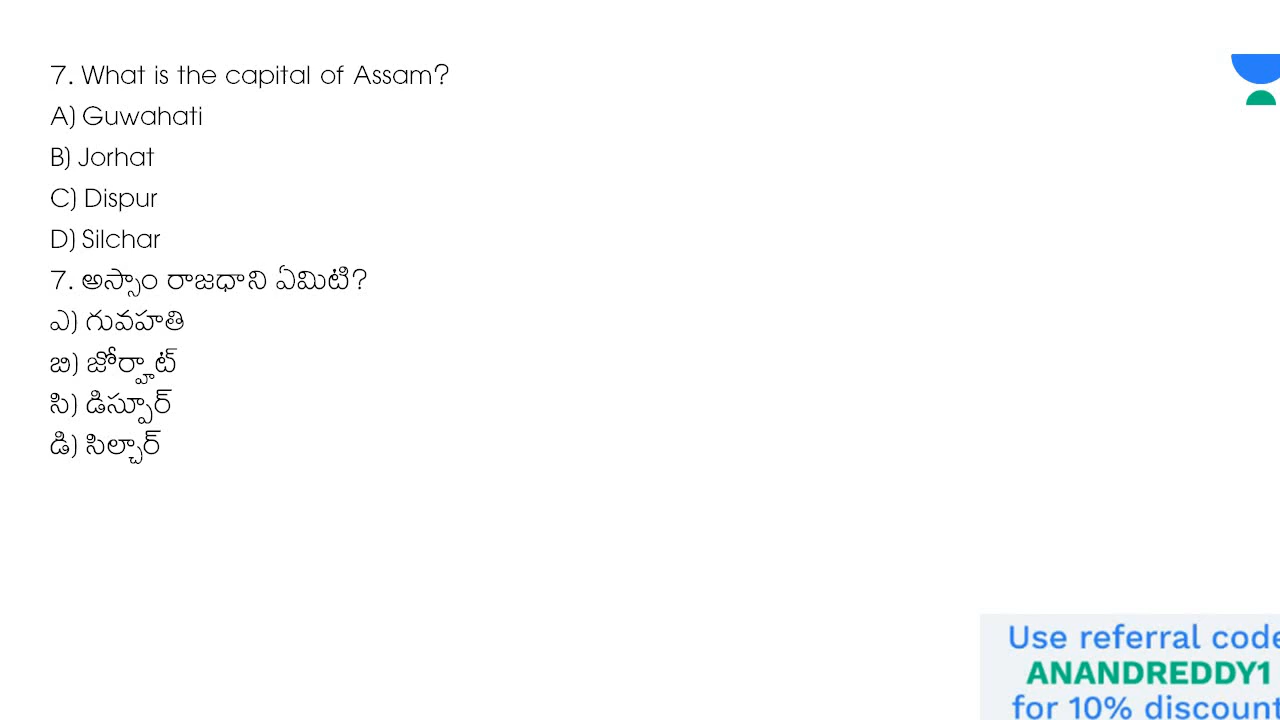 7. What is the capital of Assam?
A) Guwahati
B) Jorhat
C) Dispur
D) Silchar
7. అస్సాం రాజధాని ఏమిటి?
ఎ) గువహతి
బి) జోర్హాట్
సి) డిస్పూర్
డి) సిల్చార్
Use referral code
ANANDREDDY1
for 10% discount